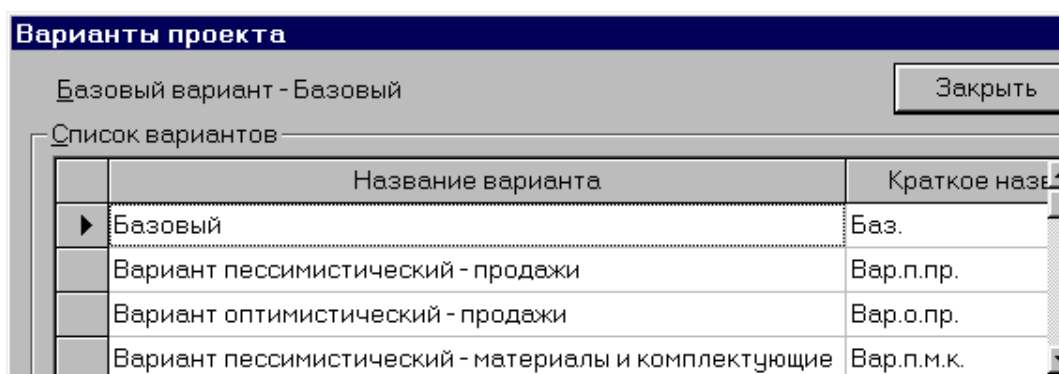 Варианты проекта
Базовый вариант - Базовый
Закрыть
Список вариантов
Название варианта Краткое
Базовый Баз.
Вариант пессимистический - продажи Вар.п.пр.
Вариант оптимистический - продажи Вар.о.пр.
Вариант пессимистический - материалы и комплектующие Вар.п.м.к.